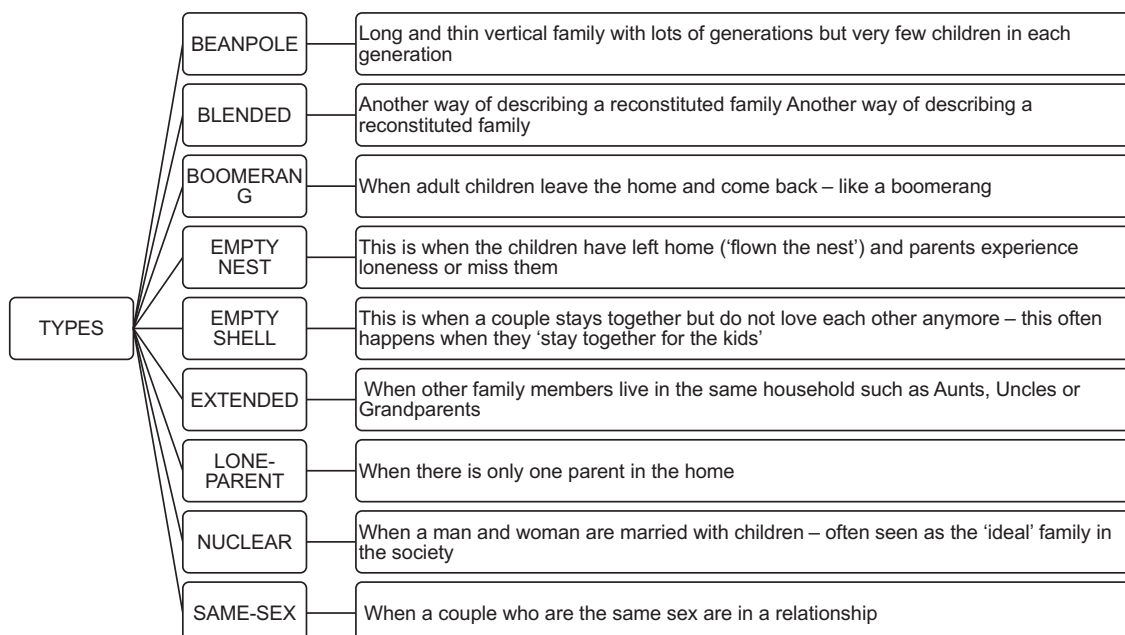 BEANPOLE
Long and thin vertical family with lots of generations but very few children in each
generation
BLENDED
Another way of describing a reconstituted family Another way of describing a
reconstituted family
BOOMERAN
G
When adult children leave the home and come back – like a boomerang
EMPTY
NEST
This is when the children have left home (‘flown the nest’) and parents experience
loneness or miss them
TYPES
EMPTY
SHELL
This is when a couple stays together but do not love each other anymore – this often
happens when they ‘stay together for the kids’
EXTENDED
When other family members live in the same household such as Aunts, Uncles or
Grandparents
LONE-
PARENT
When there is only one parent in the home
NUCLEAR
When a man and woman are married with children – often seen as the ‘ideal’ family in
the society
SAME-SEX
When a couple who are the same sex are in a relationship